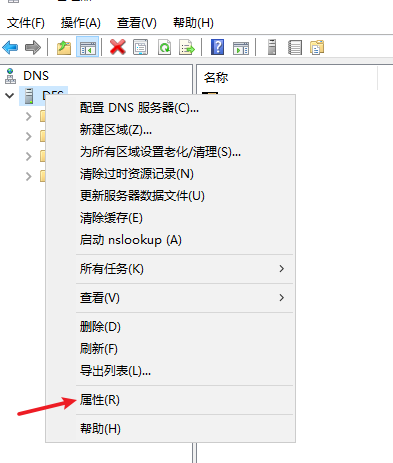 文件(F) 操作(A) 查看(V) 帮助(H)
DNS
名称
配置 DNS 服务器(C)...
新建区域(Z)...
为所有区域设置老化/清理(S)...
清除过时资源记录(N)
更新服务器数据文件(U)
清除缓存(E)
启动 nslookup (A)
所有任务(K)
查看(V)
删除(D)
刷新(F)
导出列表(L)...
属性(R)
帮助(H)